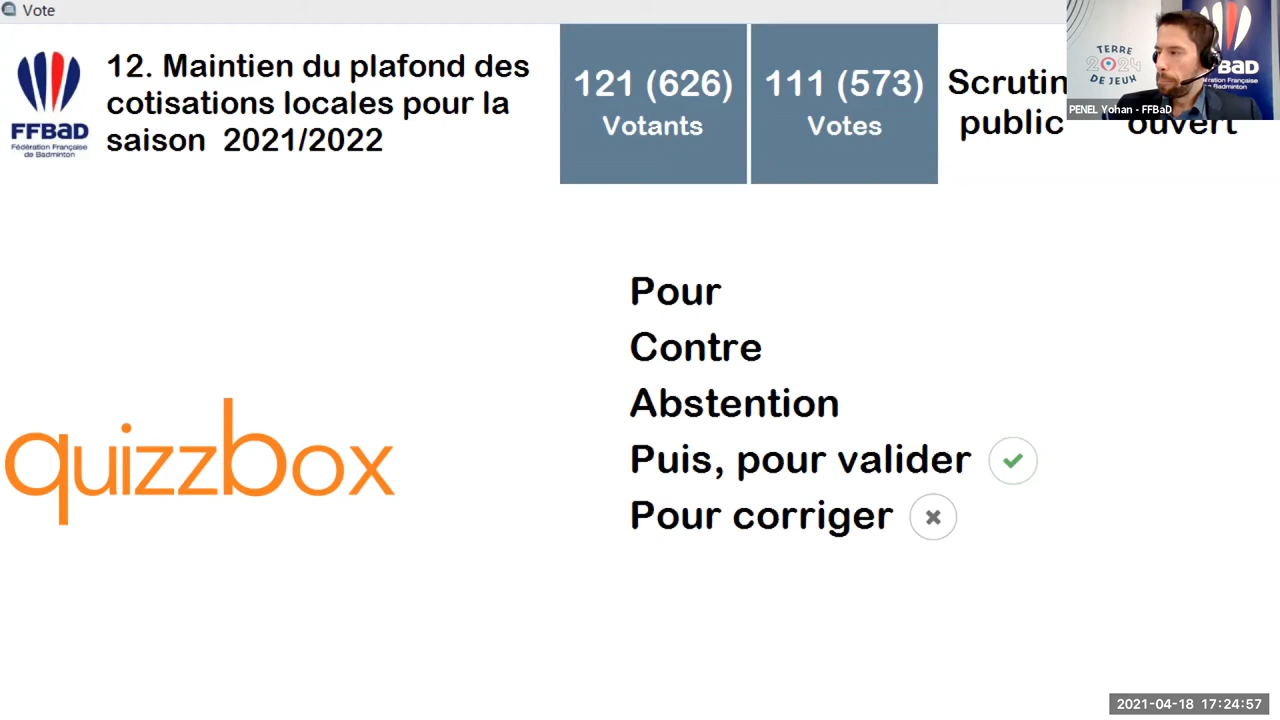 Vote
12. Maintien du plafond des
cotisations locales pour la
saison 2021/2022
FFBaD
Fédération Française
de Badminton
121 (626)
Votants
111 (573)
Votes
Scrutin
public
ouvert
TERRE
2024
DE JEUX
BaD
PENEL Yohan - FFBaD
Pour
Contre
Abstention
Puis, pour valider
Pour corriger
quizzbox
2021-04-18 17:24:57